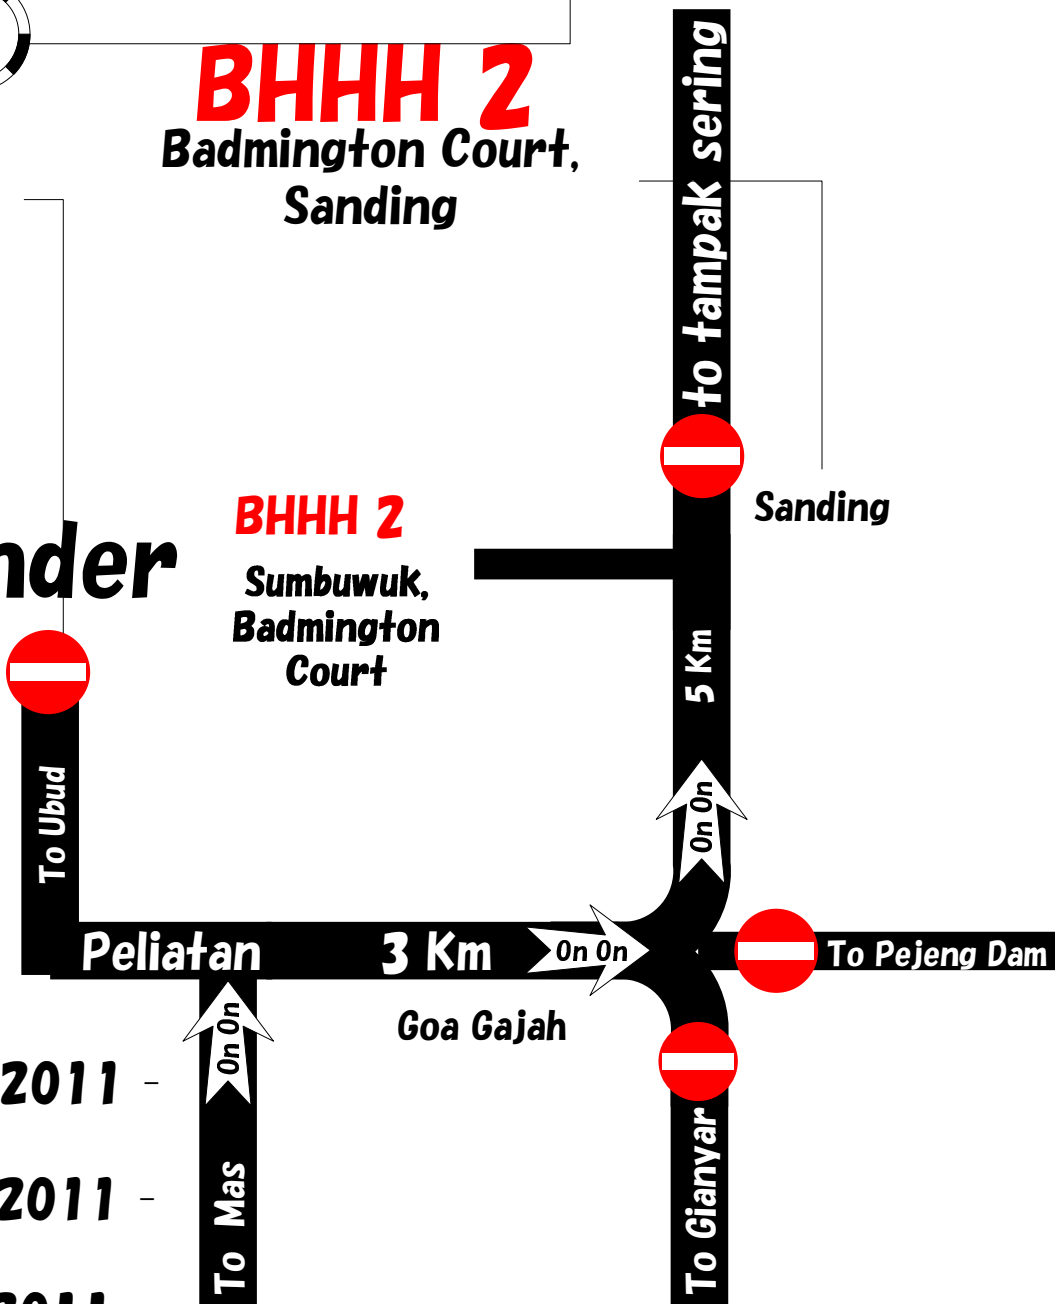 BHHH 2
Badmington Court,
Sanding
to tampak sering
Sanding
nder
BHHH 2
Sumbuwuk,
Badmington
Court
5 Km
To Ubud
On On
Peliatan
3 Km
On On
To Pejeng Dam
Goa Gajah
On On
2011 -
2011 -
To Mas
To Gianyar